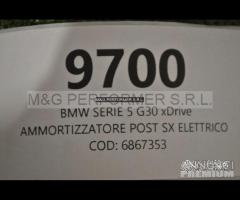 9700
M&G PERFORMER S.R.L.
BMW SERIE 5 G30 xDrive
AMMORTIZZATORE POST SX ELETTRICO
COD: 6867353
PREMIUM